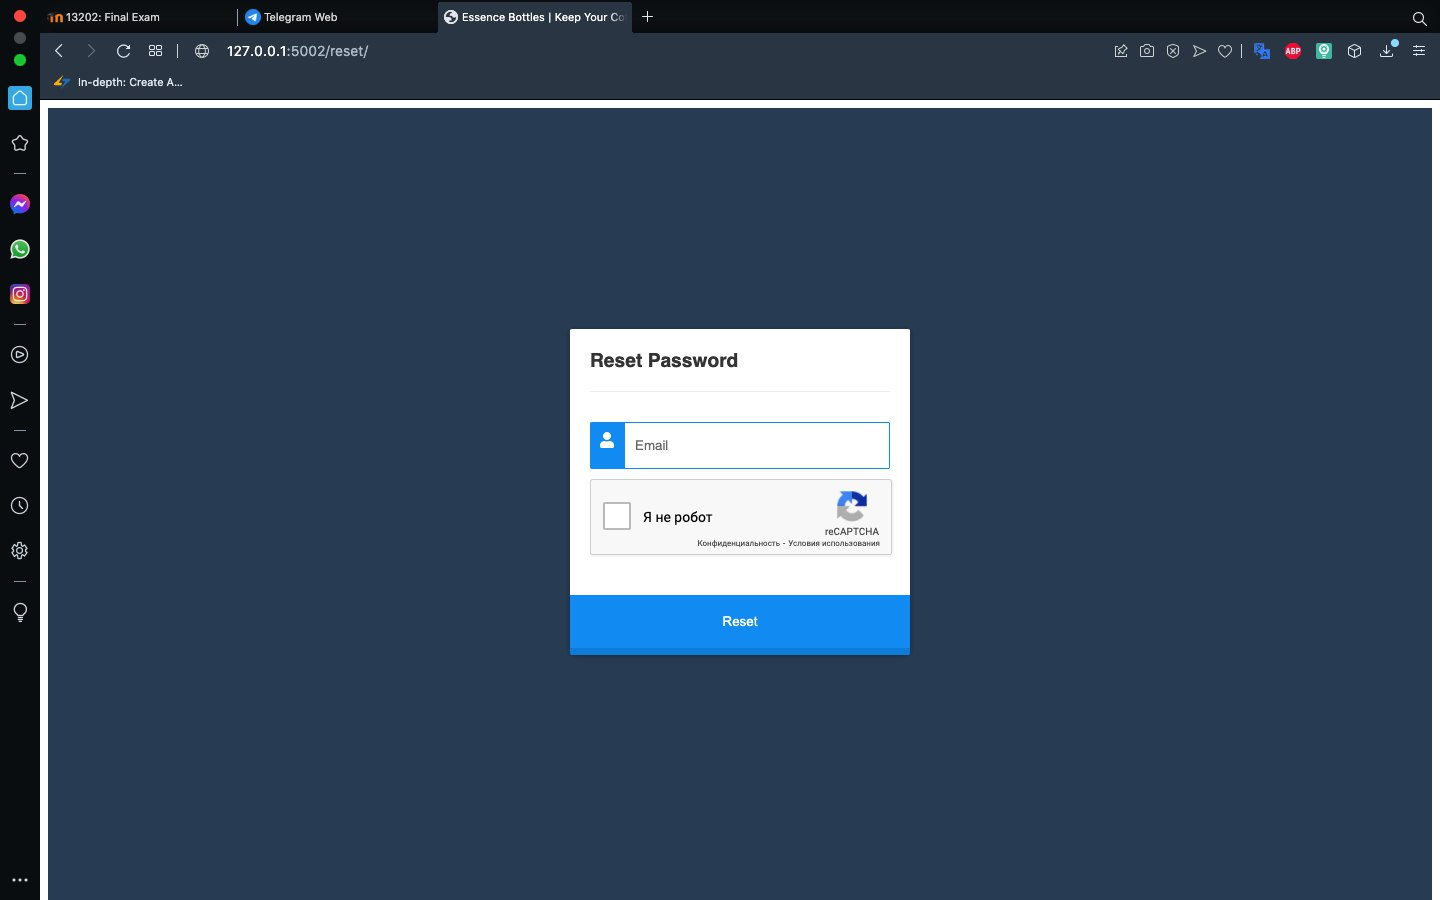 13202: Final Exam
Telegram Web
Essence Bottles | Keep Your Co
127.0.0.1:5002/reset/
ABP
In-depth: Create A...
Reset Password
Email
Я не робот
reCAPTCHA
Конфиденциальность - Условия использования
Reset